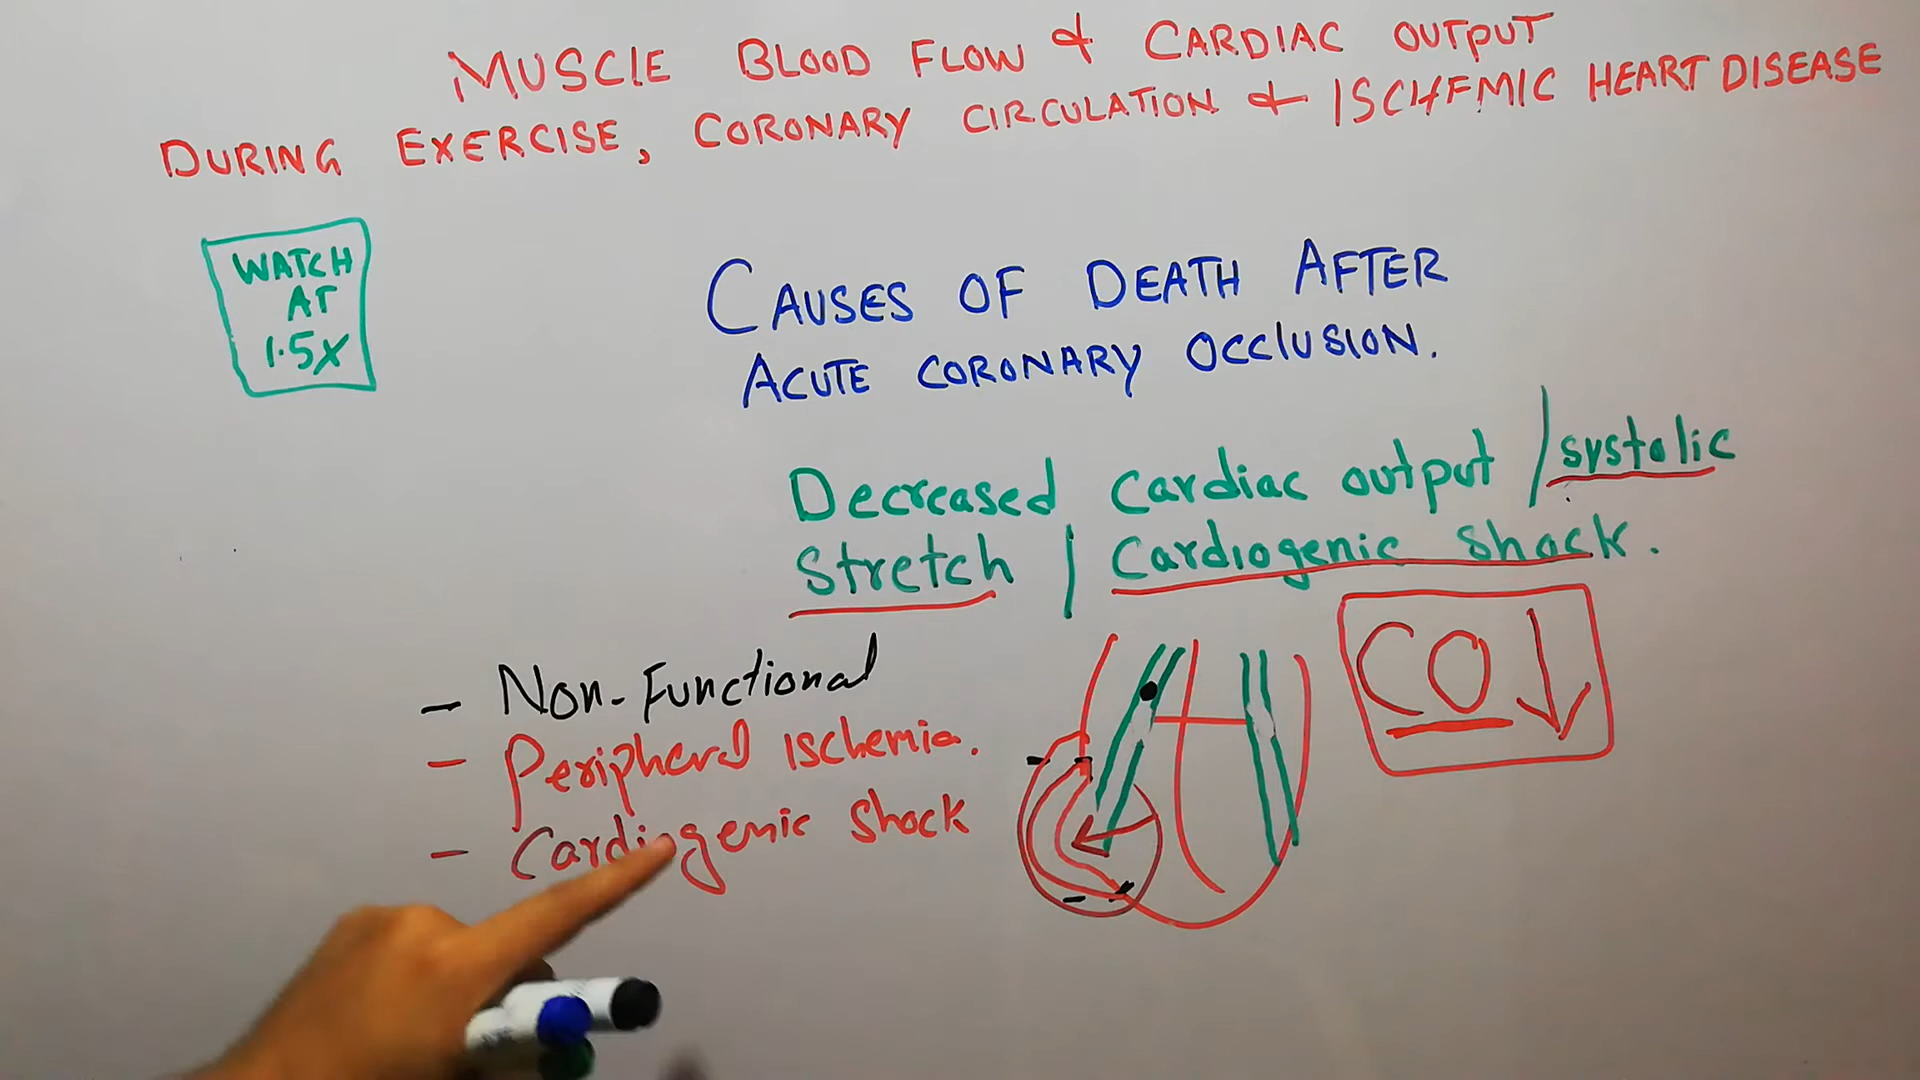 MUSCLE BLOOD FLOW & CARDIAC OUTPUT
DURING EXERCISE, CORONARY CIRCULATION & ISCHEMIC HEART DISEASE
WATCH
AT
1.5X
CAUSES OF DEATH AFTER
ACUTE CORONARY OCCLUSION.
Decreased Cardiac output / systolic
stretch / Cardiogenic shock.
CO ↓
- Non-Functional
- Peripheral Ischemia.
- Cardiogenic Shock